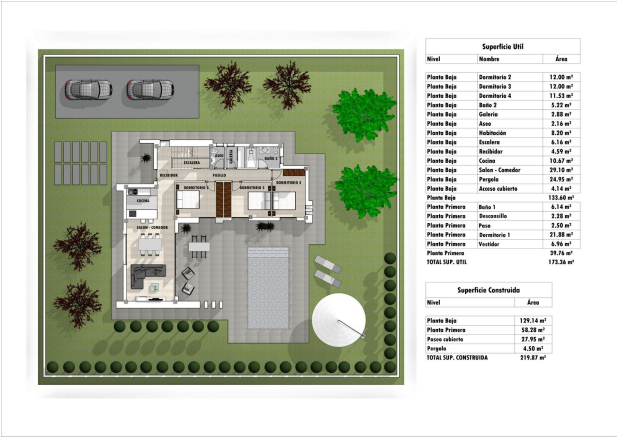 Superficie Util
Nivel Nombre Área
Planta Baja Dormitorio 2 12.00 m²
Planta Baja Dormitorio 3 12.00 m²
Planta Baja Dormitorio 4 11.53 m²
Planta Baja Baño 2 5.22 m²
Planta Baja Galeria 2.88 m²
Planta Baja Aseo 2.16 m²
Planta Baja Habitación 8.20 m²
Planta Baja Escalera 6.16 m²
Planta Baja Recibidor 4.59 m²
Planta Baja Cocina 10.67 m²
Planta Baja Salon - Comedor 29.10 m²
Planta Baja Pergola 24.95 m²
Planta Baja Acceso cubierto 4.14 m²
Planta Baja 133.60 m²
Planta Primera Baño 1 6.14 m²
Planta Primera Descansillo 2.28 m²
Planta Primera Paso 2.50 m²
Planta Primera Dormitorio 1 21.88 m²
Planta Primera Vestidor 6.96 m²
Planta Primera 39.76 m²
TOTAL SUP. UTIL 173.36 m²
Superficie Construida
Nivel Área
Planta Baja 129.14 m²
Planta Primera 58.28 m²
Paseo cubierto 27.95 m²
Pergola 4.50 m²
TOTAL SUP. CONSTRUIDA 219.87 m²
ESCALERA
ASEO
GALERIA
BAÑO 2
RECIBIDOR
PASILLO
DORMITORIO 4
DORMITORIO 2
DORMITORIO 3
COCINA
SALON - COMEDOR